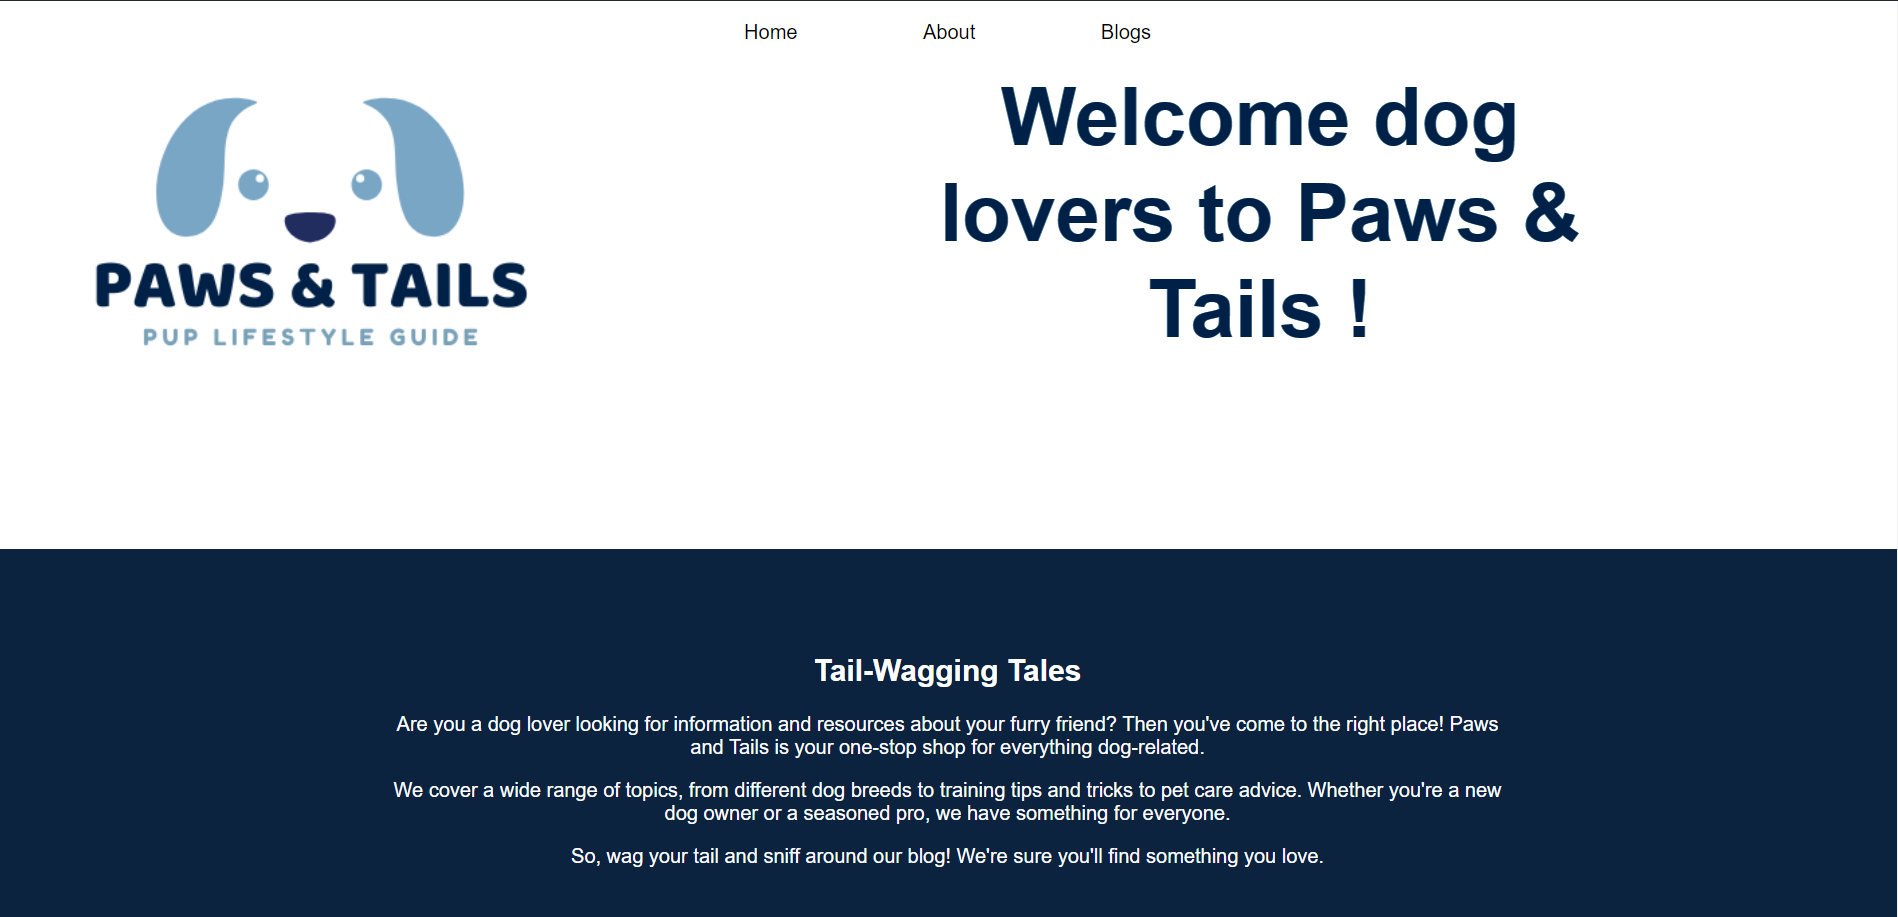 Home About Blogs
PAWS & TAILS
PUP LIFESTYLE GUIDE
Welcome dog
lovers to Paws &
Tails !
Tail-Wagging Tales
Are you a dog lover looking for information and resources about your furry friend? Then you've come to the right place! Paws
and Tails is your one-stop shop for everything dog-related.
We cover a wide range of topics, from different dog breeds to training tips and tricks to pet care advice. Whether you're a new
dog owner or a seasoned pro, we have something for everyone.
So, wag your tail and sniff around our blog! We're sure you'll find something you love.